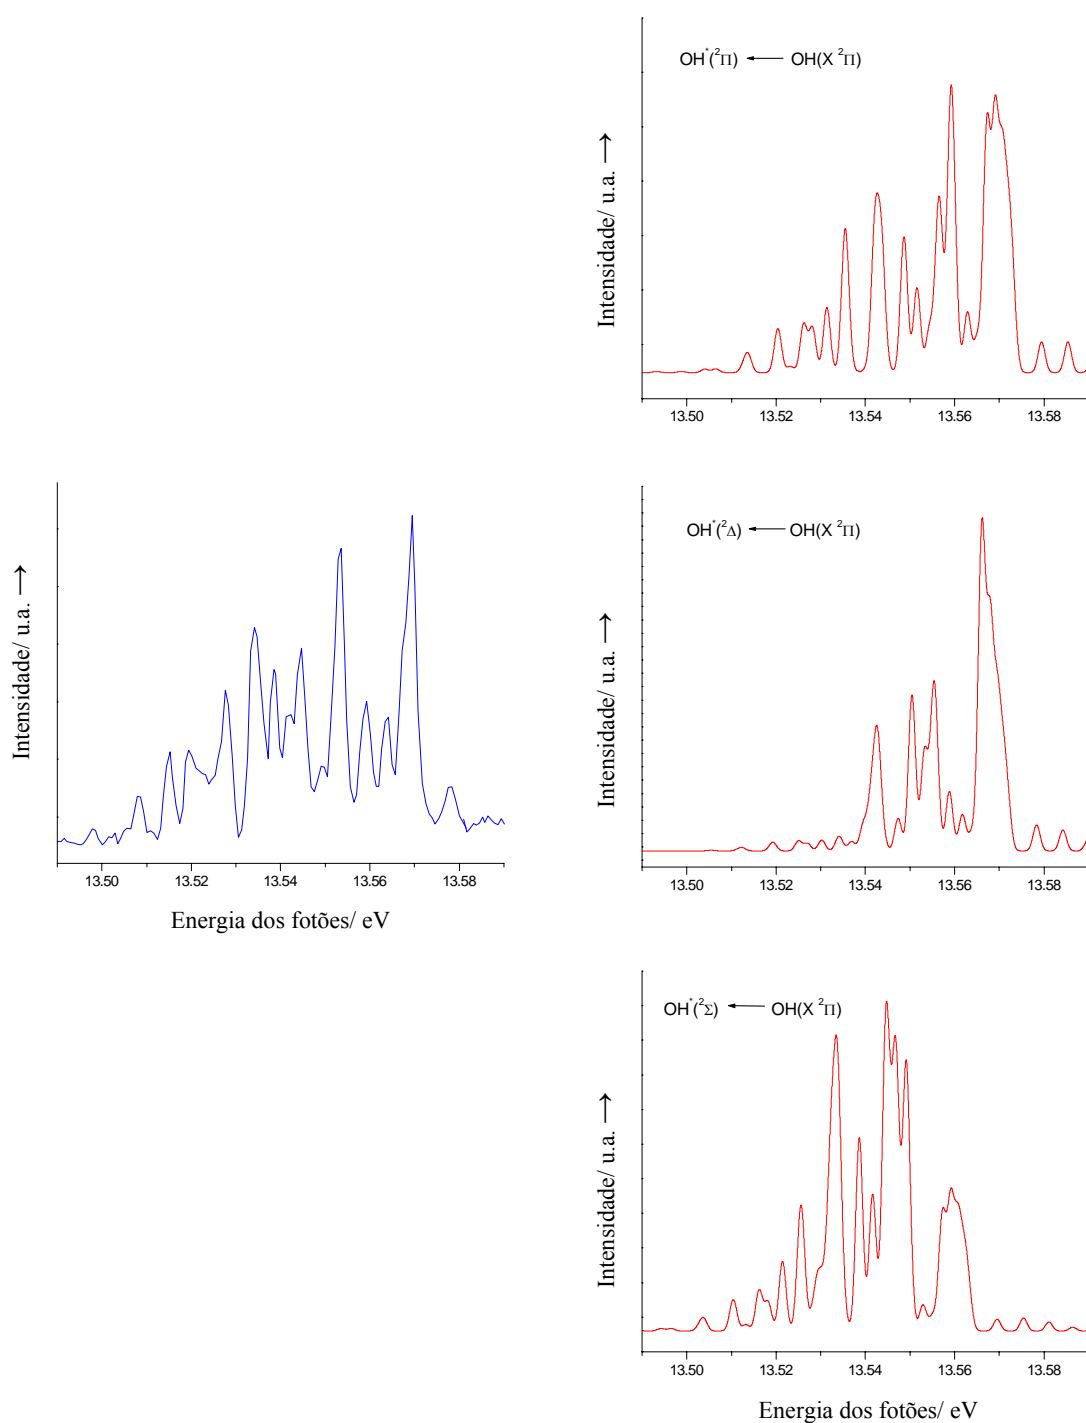 OH*(²Π) ← OH(X ²Π)
Intensidade/ u.a. →
13.50 13.52 13.54 13.56 13.58
Intensidade/ u.a. →
13.50 13.52 13.54 13.56 13.58
Energia dos fotões/ eV
OH*(²Δ) ← OH(X ²Π)
Intensidade/ u.a. →
13.50 13.52 13.54 13.56 13.58
OH*(²Σ) ← OH(X ²Π)
Intensidade/ u.a. →
13.50 13.52 13.54 13.56 13.58
Energia dos fotões/ eV